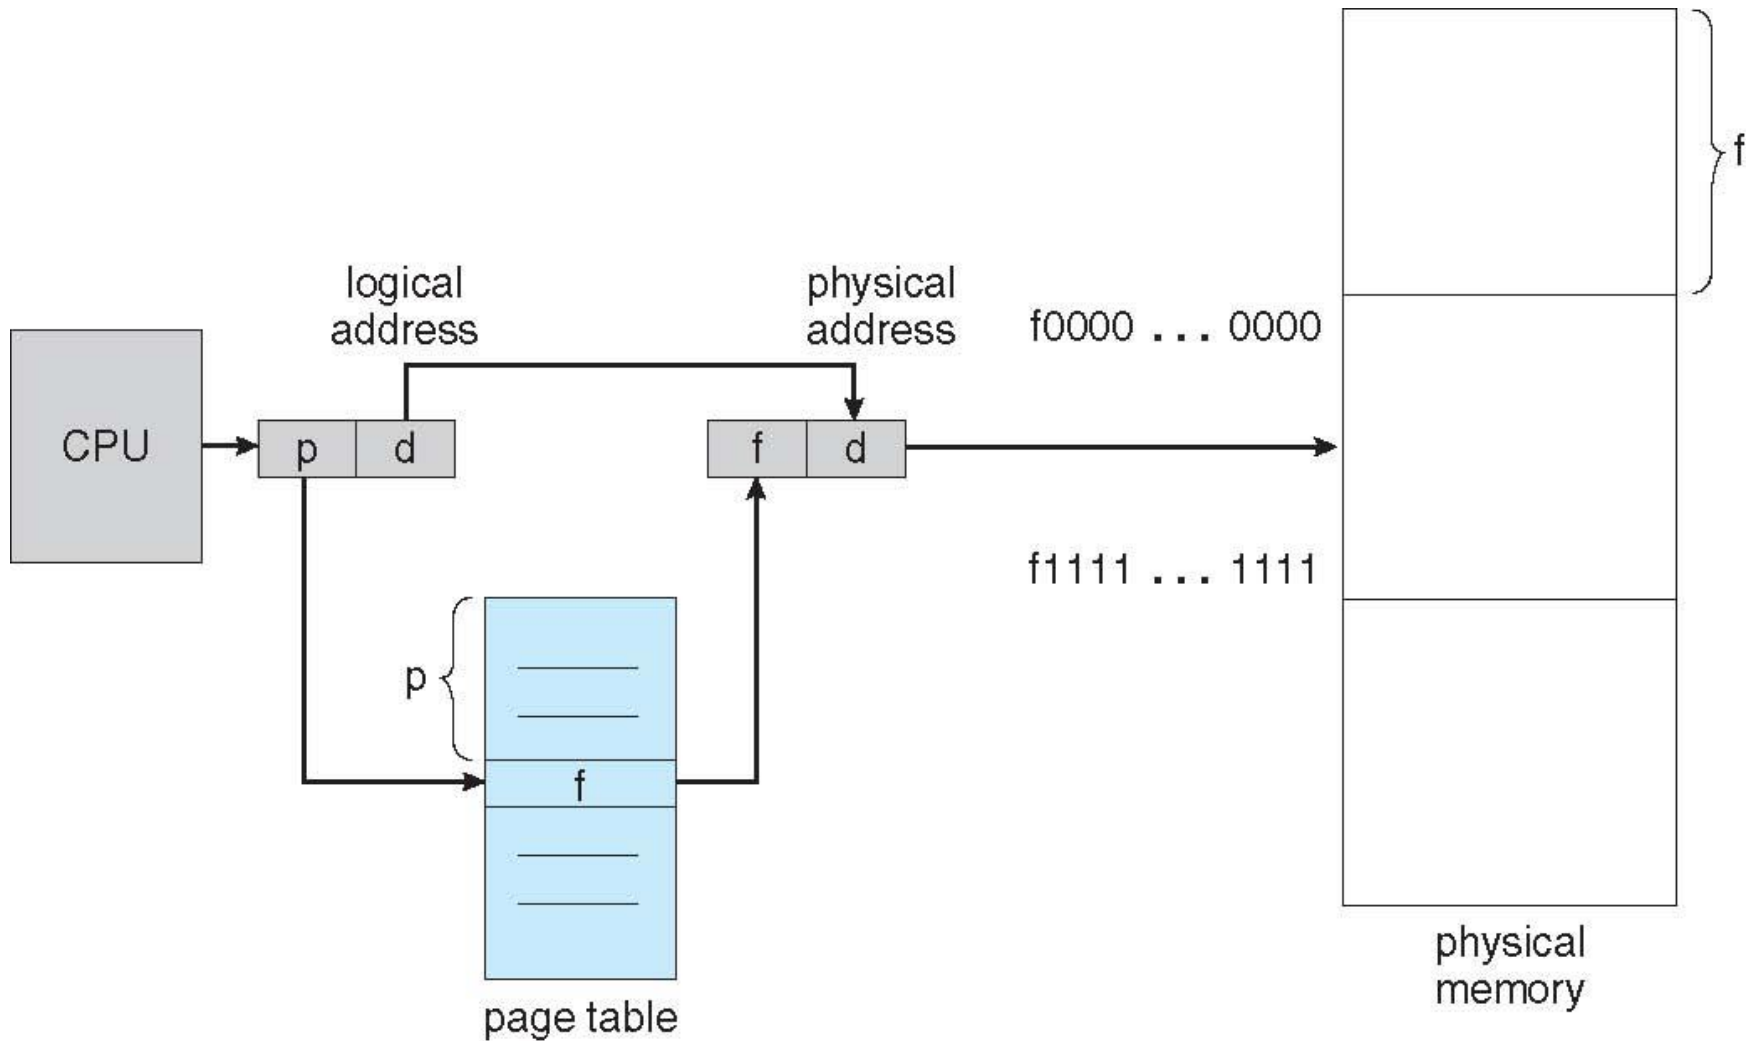 f
logical
address
physical
address
f0000 ... 0000
CPU
p
d
f
d
f1111 ... 1111
p
f
physical
memory
page table